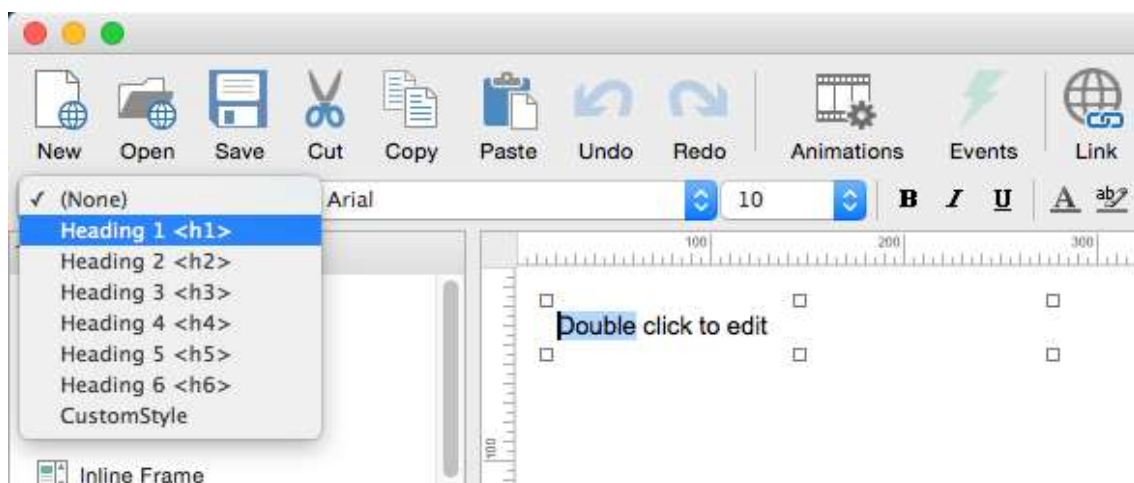 New Open Save Cut Copy Paste Undo Redo Animations Events Link
✓ (None) Arial 10 B I U A ab
Heading 1 <h1>
100 200 300
Heading 2 <h2>
Heading 3 <h3>
Heading 4 <h4>
Double click to edit
Heading 5 <h5>
Heading 6 <h6>
CustomStyle
100
Inline Frame